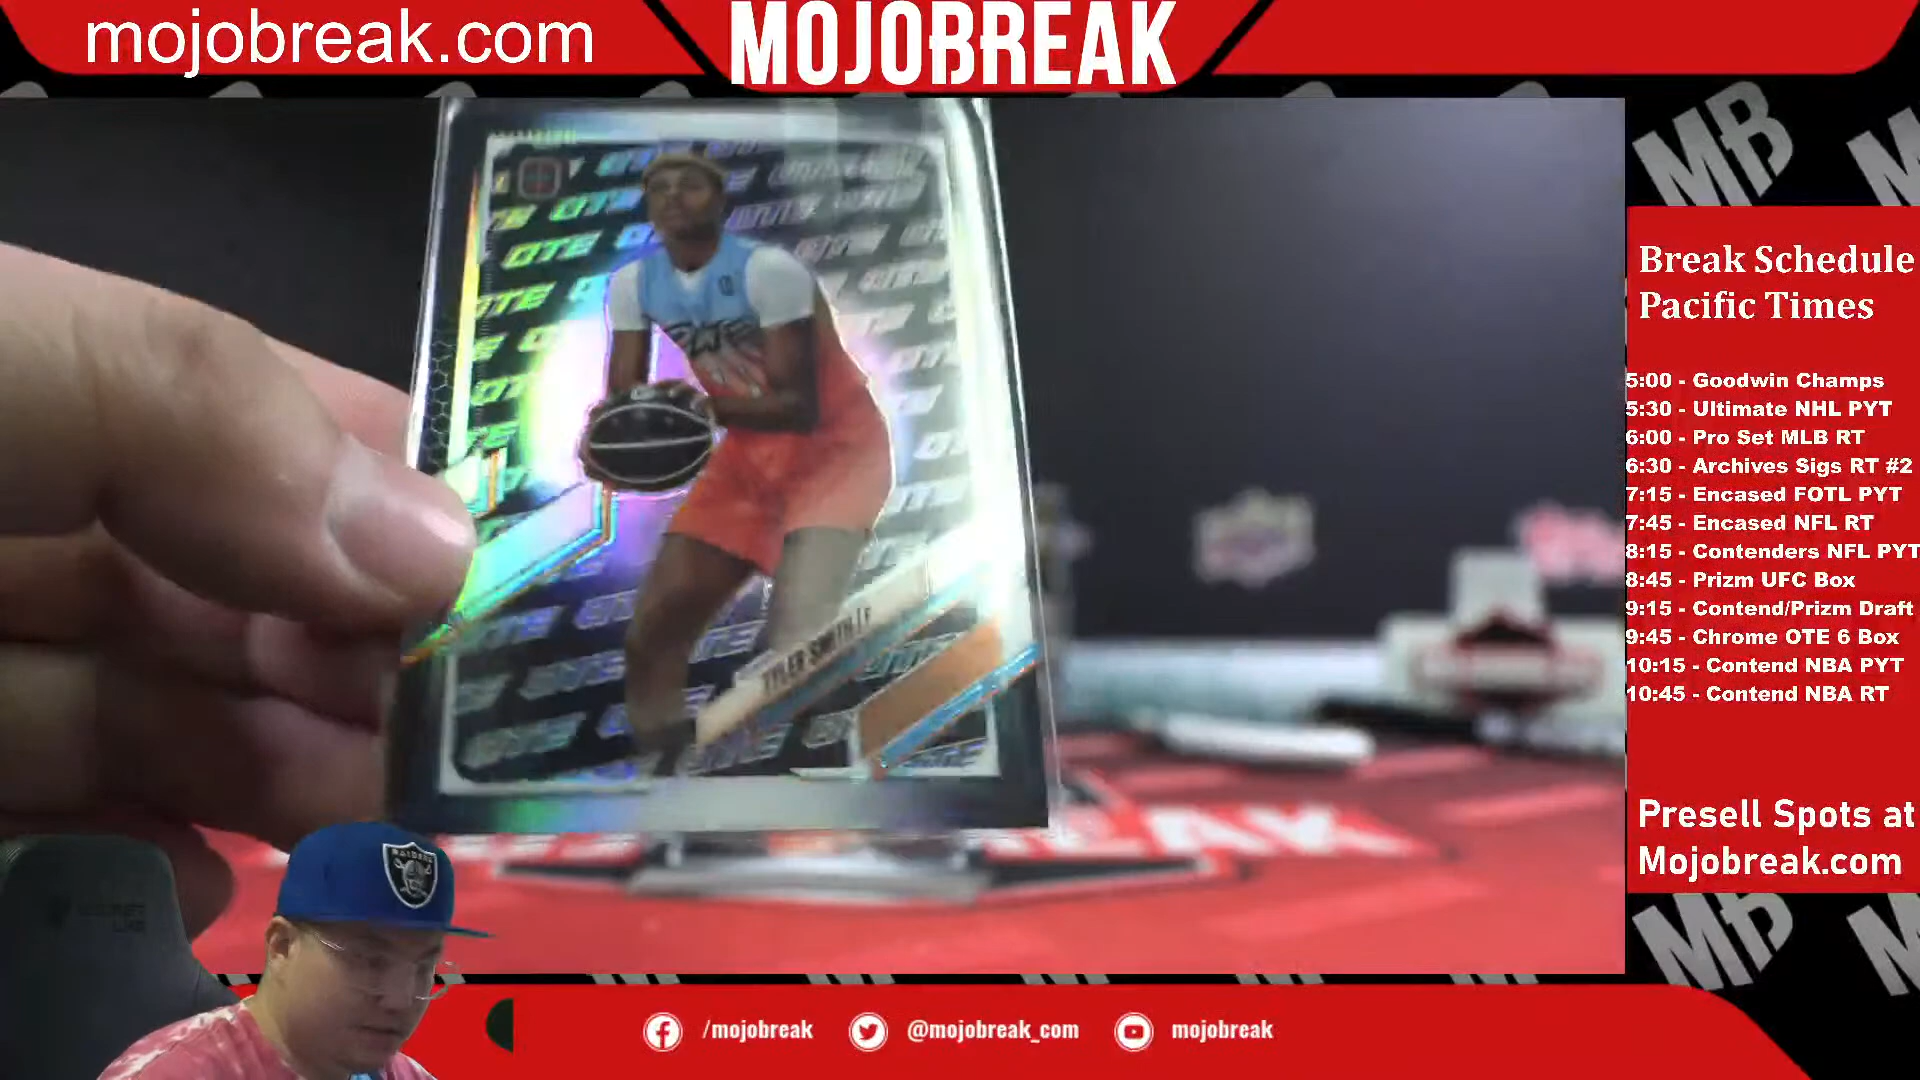 mojobreak.com
MOJOBREAK
MB
Break Schedule
Pacific Times
5:00 - Goodwin Champs
5:30 - Ultimate NHL PYT
6:00 - Pro Set MLB RT
6:30 - Archives Sigs RT #2
7:15 - Encased FOTL PYT
7:45 - Encased NFL RT
8:15 - Contenders NFL PYT
8:45 - Prizm UFC Box
9:15 - Contend/Prizm Draft
9:45 - Chrome OTE 6 Box
10:15 - Contend NBA PYT
10:45 - Contend NBA RT
Presell Spots at
Mojobreak.com
MB
OTE
TYLER SMITH | F
RAIDERS
/mojobreak
@mojobreak_com
mojobreak